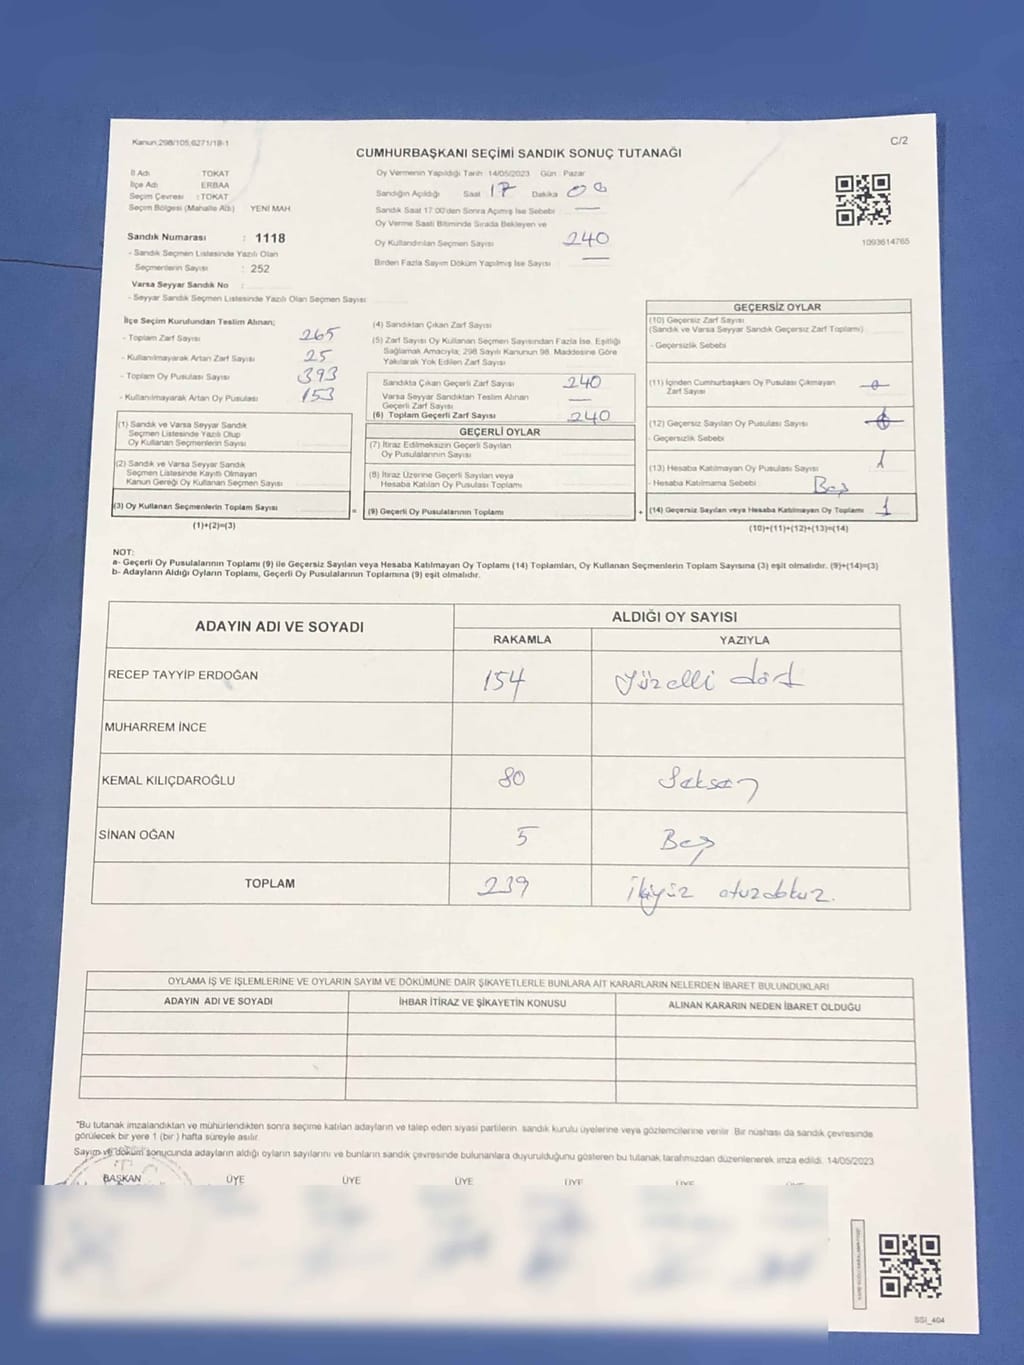 Kanun:298/105,6271/18-1
C/2
CUMHURBAŞKANI SEÇİMİ SANDIK SONUÇ TUTANAĞI
İl Adı TOKAT
İlçe Adı ERBAA
Seçim Çevresi : TOKAT
Seçim Bölgesi (Mahalle Adı) YENİ MAH.
Sandık Numarası : 1118
- Sandık Seçmen Listesinde Yazılı Olan
Seçmenlerin Sayısı : 252
Varsa Seyyar Sandık No :
- Seyyar Sandık Seçmen Listesinde Yazılı Olan Seçmen Sayısı
Oy Vermenin Yapıldığı Tarih :14/05/2023 Gün : Pazar
Sandığın Açıldığı Saat 17 Dakika 00
Sandık Saat 17:00'den Sonra Açılmış İse Sebebi —
Oy Verme Saati Bitiminde Sırada Bekleyen ve
Oy Kullandırılan Seçmen Sayısı 240
Birden Fazla Sayım Döküm Yapılmış İse Sayısı —
1093614765
İlçe Seçim Kurulundan Teslim Alınan;
- Toplam Zarf Sayısı 265
- Kullanılmayarak Artan Zarf Sayısı 25
- Toplam Oy Pusulası Sayısı 393
- Kullanılmayarak Artan Oy Pusulası 153
(1) Sandık ve Varsa Seyyar Sandık
Seçmen Listesinde Yazılı Olup
Oy Kullanan Seçmenlerin Sayısı
(2) Sandık ve Varsa Seyyar Sandık
Seçmen Listesinde Kayıtlı Olmayan
Kanun Gereği Oy Kullanan Seçmen Sayısı
(3) Oy Kullanan Seçmenlerin Toplam Sayısı =
(1)+(2)=(3)
(4) Sandıktan Çıkan Zarf Sayısı
(5) Zarf Sayısı Oy Kullanan Seçmen Sayısından Fazla İse, Eşitliği
Sağlamak Amacıyla; 298 Sayılı Kanunun 98. Maddesine Göre
Yakılarak Yok Edilen Zarf Sayısı
Sandıkta Çıkan Geçerli Zarf Sayısı 240
Varsa Seyyar Sandıktan Teslim Alınan
Geçerli Zarf Sayısı —
(6) Toplam Geçerli Zarf Sayısı 240
GEÇERLİ OYLAR
(7) İtiraz Edilmeksizin Geçerli Sayılan
Oy Pusulalarının Sayısı
(8) İtiraz Üzerine Geçerli Sayılan veya
Hesaba Katılan Oy Pusulası Toplamı
(9) Geçerli Oy Pusulalarının Toplamı +
GEÇERSİZ OYLAR
(10) Geçersiz Zarf Sayısı
(Sandık ve Varsa Seyyar Sandık Geçersiz Zarf Toplamı)
- Geçersizlik Sebebi
(11) İçinden Cumhurbaşkanı Oy Pusulası Çıkmayan
Zarf Sayısı
(12) Geçersiz Sayılan Oy Pusulası Sayısı
- Geçersizlik Sebebi
(13) Hesaba Katılmayan Oy Pusulası Sayısı 1
- Hesaba Katılmama Sebebi Boş
(14) Geçersiz Sayılan veya Hesaba Katılmayan Oy Toplamı 1
(10)+(11)+(12)+(13)=(14)
NOT:
a- Geçerli Oy Pusulalarının Toplamı (9) ile Geçersiz Sayılan veya Hesaba Katılmayan Oy Toplamı (14) Toplamları, Oy Kullanan Seçmenlerin Toplam Sayısına (3) eşit olmalıdır. (9)+(14)=(3)
b- Adayların Aldığı Oyların Toplamı, Geçerli Oy Pusulalarının Toplamına (9) eşit olmalıdır.
ADAYIN ADI VE SOYADI
ALDIĞI OY SAYISI
RAKAMLA YAZIYLA
RECEP TAYYİP ERDOĞAN 154 yüzelli dört
MUHARREM İNCE
KEMAL KILIÇDAROĞLU 80 Seksen
SİNAN OĞAN 5 Beş
TOPLAM 239 ikiyüz otuzdokuz.
OYLAMA İŞ VE İŞLEMLERİNE VE OYLARIN SAYIM VE DÖKÜMÜNE DAİR ŞİKAYETLERLE BUNLARA AİT KARARLARIN NELERDEN İBARET BULUNDUKLARI
ADAYIN ADI VE SOYADI İHBAR İTİRAZ VE ŞİKAYETİN KONUSU ALINAN KARARIN NEDEN İBARET OLDUĞU
"Bu tutanak imzalandıktan ve mühürlendikten sonra seçime katılan adayların ve talep eden siyasi partilerin, sandık kurulu üyelerine veya gözlemcilerine verilir. Bir nüshası da sandık çevresinde
görülecek bir yere 1 (bir ) hafta süreyle asılır.
Sayım ve döküm sonucunda adayların aldığı oyların sayılarını ve bunların sandık çevresinde bulunanlara duyurulduğunu gösteren bu tutanak tarafımızdan düzenlenerek imza edildi. 14/05/2023
BAŞKAN ÜYE ÜYE ÜYE ÜYE ÜYE
SSI_404